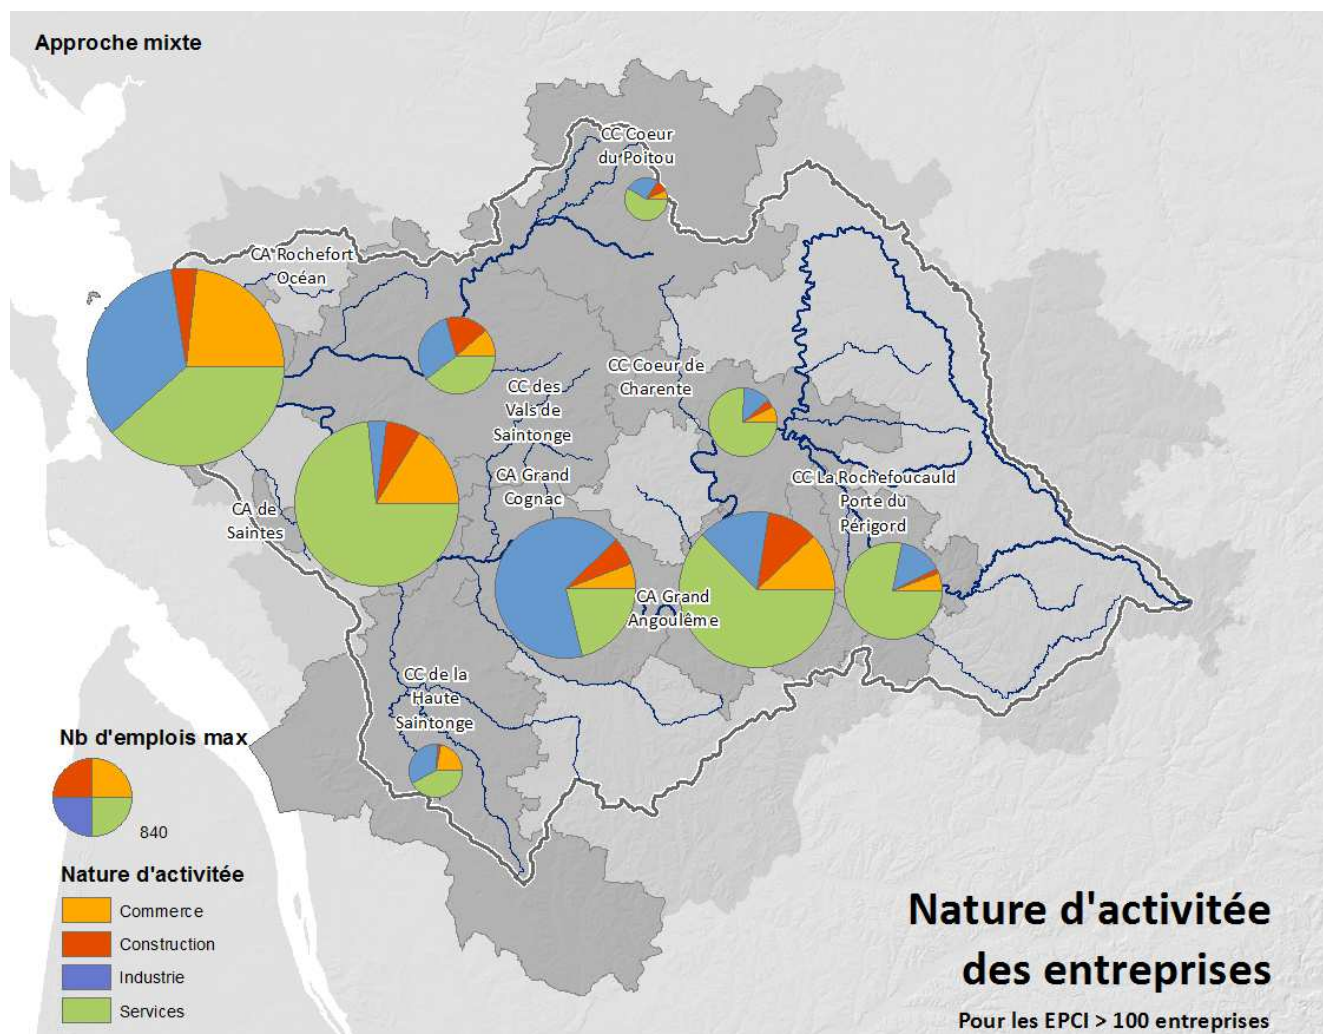 Approche mixte
CC Coeur
du Poitou
CA Rochefort
Océan
CC Coeur de
Charente
CC des
Vals de
Saintonge
CA Grand
Cognac
CC La Rochefoucauld
Porte du
Périgord
CA de
Saintes
CA Grand
Angoulême
CC de la
Haute
Saintonge
Nb d'emplois max
840
Nature d'activitée
Commerce
Construction
Industrie
Services
Nature d'activitée
des entreprises
Pour les EPCI > 100 entreprises